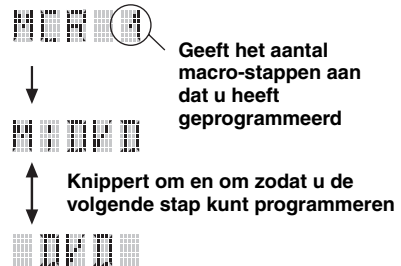 MCR 1
Geeft het aantal
macro-stappen aan
dat u heeft
geprogrammeerd
M:DVD
Knippert om en om zodat u de
volgende stap kunt programmeren
DVD